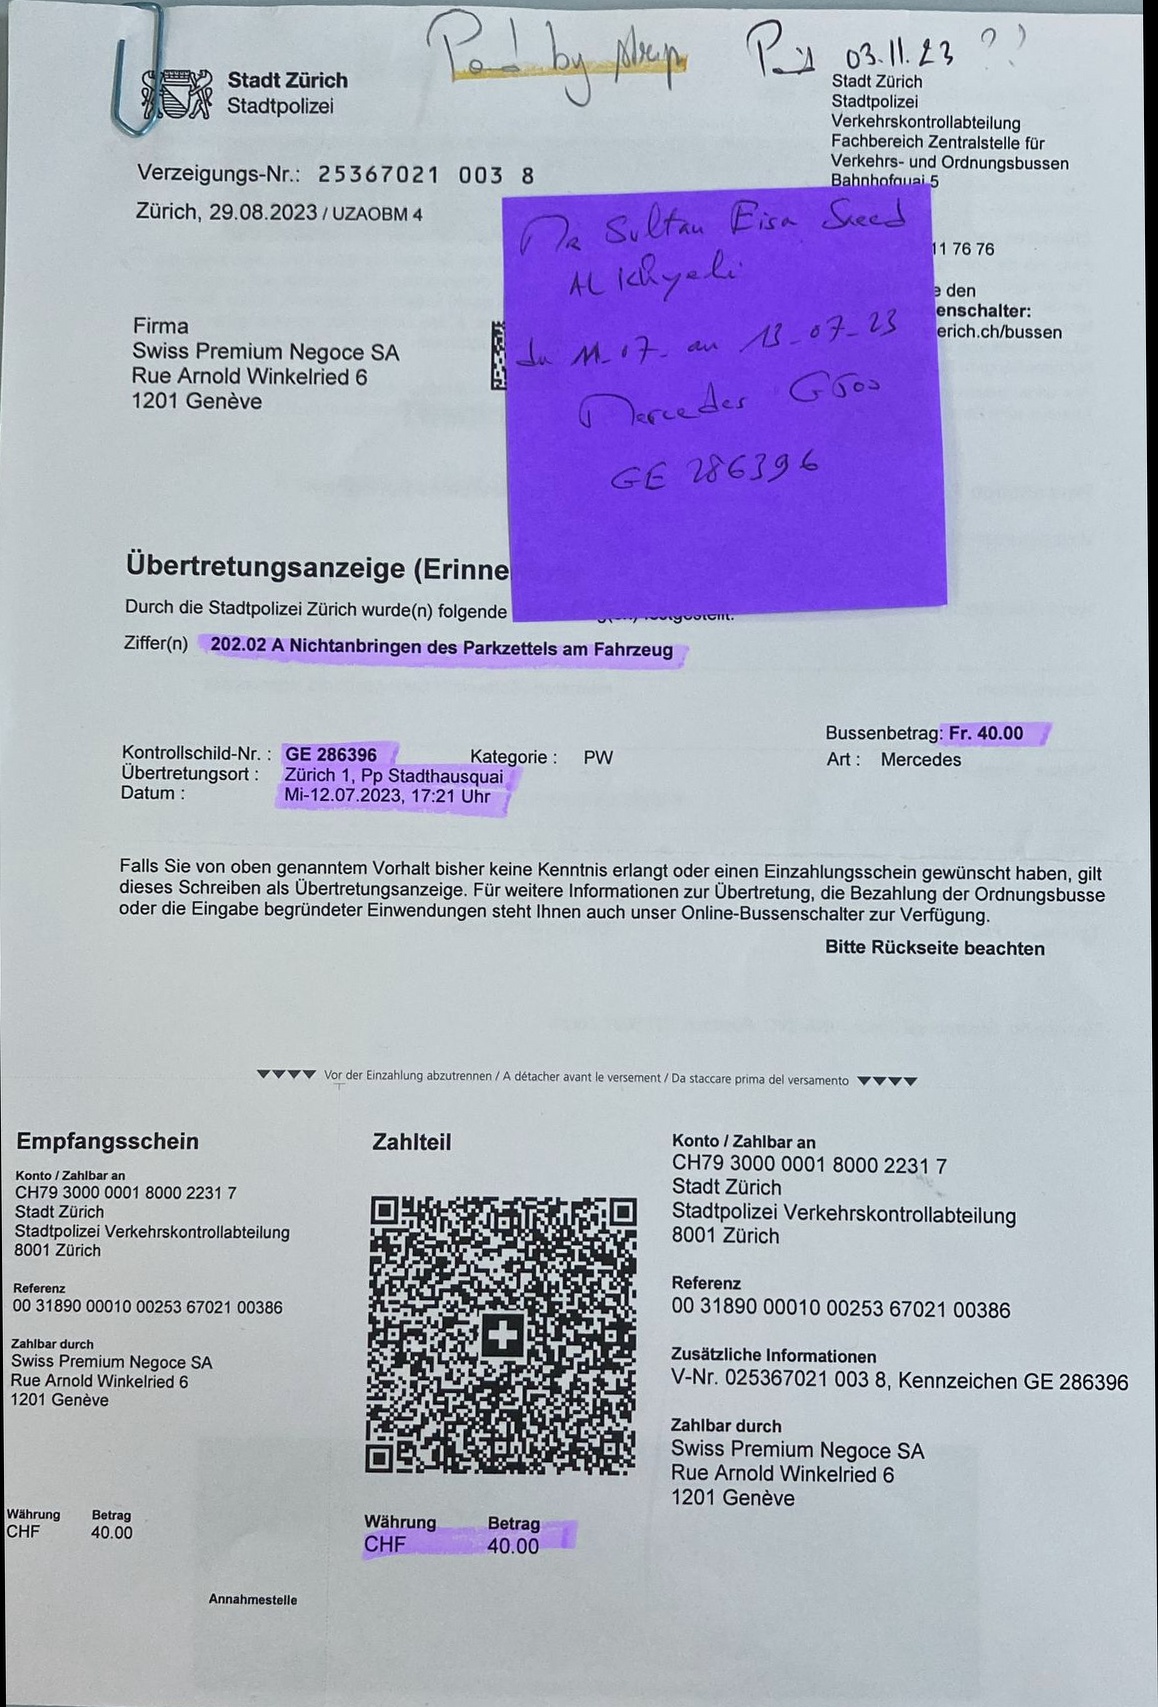 Paid by
Paid 03.11.23 ??
Stadt Zürich
Stadtpolizei
Stadt Zürich
Stadtpolizei
Verkehrskontrollabteilung
Fachbereich Zentralstelle für
Verkehrs- und Ordnungsbussen
Bahnhofquai 5
11 76 76
e den
enschalter:
erich.ch/bussen
Verzeigungs-Nr.: 25367021 003 8
Zürich, 29.08.2023 / UZAOBM 4
Firma
Swiss Premium Negoce SA
Rue Arnold Winkelried 6
1201 Genève
Mr Sultan Eisa Saeed
AL Khyeli
du 11-07- au 13-07-23
Mercedes G500
GE 286396
Übertretungsanzeige (Erinne
Durch die Stadtpolizei Zürich wurde(n) folgende
Ziffer(n) 202.02 A Nichtanbringen des Parkzettels am Fahrzeug
Bussenbetrag: Fr. 40.00
Kontrollschild-Nr. : GE 286396 Kategorie : PW Art : Mercedes
Übertretungsort : Zürich 1, Pp Stadthausquai
Datum : Mi-12.07.2023, 17:21 Uhr
Falls Sie von oben genanntem Vorhalt bisher keine Kenntnis erlangt oder einen Einzahlungsschein gewünscht haben, gilt
dieses Schreiben als Übertretungsanzeige. Für weitere Informationen zur Übertretung, die Bezahlung der Ordnungsbusse
oder die Eingabe begründeter Einwendungen steht Ihnen auch unser Online-Bussenschalter zur Verfügung.
Bitte Rückseite beachten
Vor der Einzahlung abzutrennen / A détacher avant le versement / Da staccare prima del versamento
Empfangsschein
Konto / Zahlbar an
CH79 3000 0001 8000 2231 7
Stadt Zürich
Stadtpolizei Verkehrskontrollabteilung
8001 Zürich
Referenz
00 31890 00010 00253 67021 00386
Zahlbar durch
Swiss Premium Negoce SA
Rue Arnold Winkelried 6
1201 Genève
Währung Betrag
CHF 40.00
Annahmestelle
Zahlteil
Währung Betrag
CHF 40.00
Konto / Zahlbar an
CH79 3000 0001 8000 2231 7
Stadt Zürich
Stadtpolizei Verkehrskontrollabteilung
8001 Zürich
Referenz
00 31890 00010 00253 67021 00386
Zusätzliche Informationen
V-Nr. 025367021 003 8, Kennzeichen GE 286396
Zahlbar durch
Swiss Premium Negoce SA
Rue Arnold Winkelried 6
1201 Genève